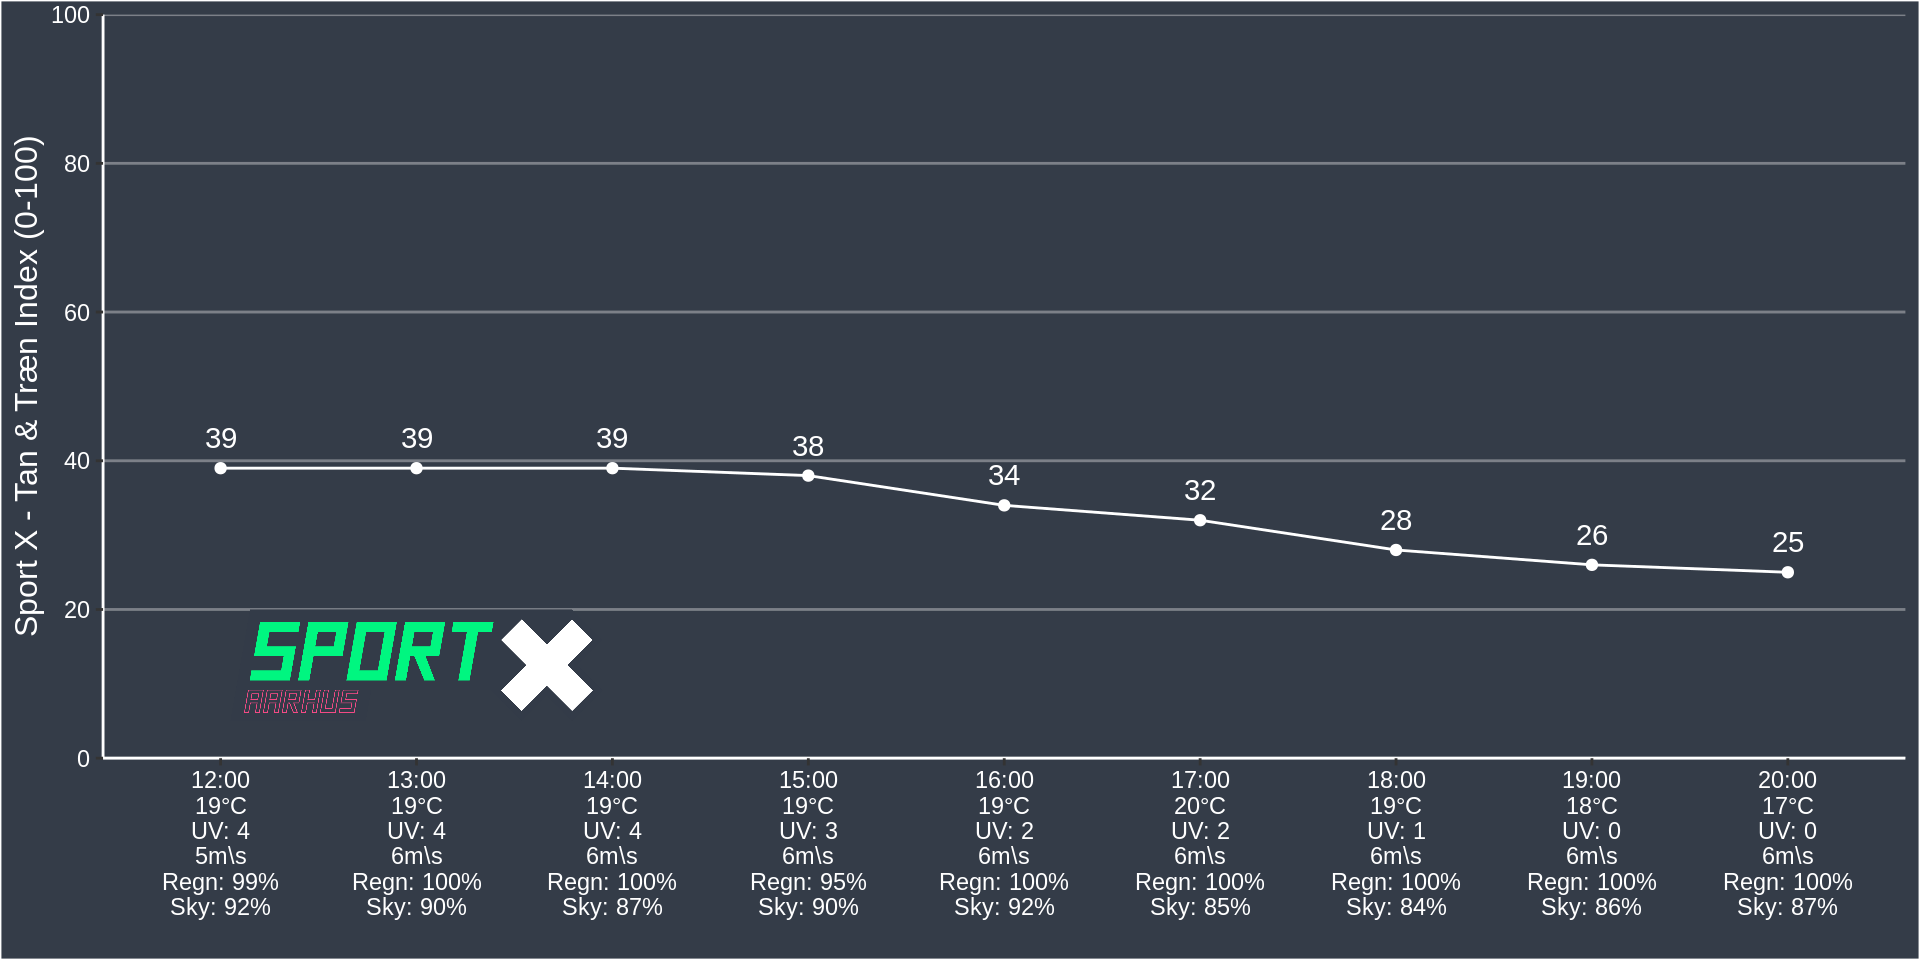 Sport X - Tan & Træn Index (0-100)
100
80
60
40
20
0
39
39
39
38
34
32
28
26
25
SPORT X
AARHUS
12:00
19°C
UV: 4
5m\s
Regn: 99%
Sky: 92%
13:00
19°C
UV: 4
6m\s
Regn: 100%
Sky: 90%
14:00
19°C
UV: 4
6m\s
Regn: 100%
Sky: 87%
15:00
19°C
UV: 3
6m\s
Regn: 95%
Sky: 90%
16:00
19°C
UV: 2
6m\s
Regn: 100%
Sky: 92%
17:00
20°C
UV: 2
6m\s
Regn: 100%
Sky: 85%
18:00
19°C
UV: 1
6m\s
Regn: 100%
Sky: 84%
19:00
18°C
UV: 0
6m\s
Regn: 100%
Sky: 86%
20:00
17°C
UV: 0
6m\s
Regn: 100%
Sky: 87%